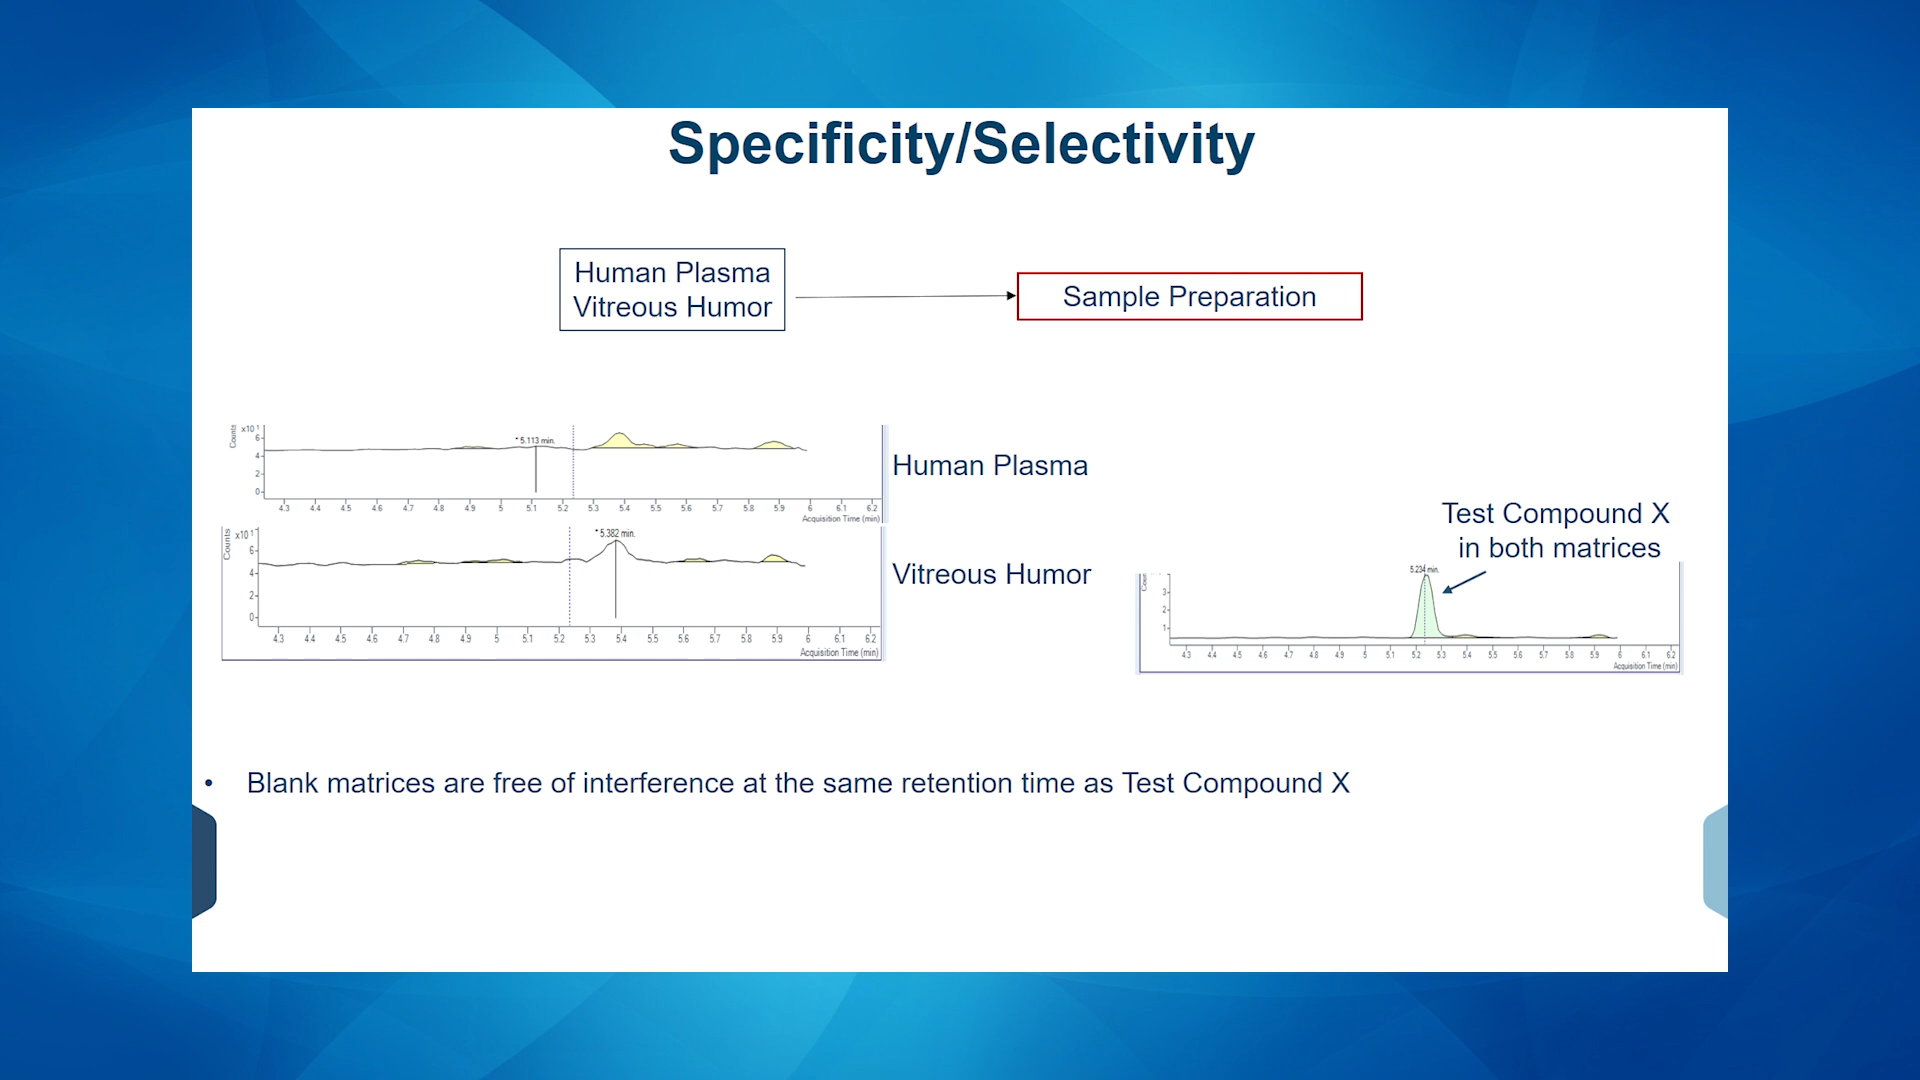 Specificity/Selectivity
Human Plasma
Vitreous Humor
Sample Preparation
Counts
x10 1
6
4
2
0
* 5.113 min.
4.3 4.4 4.5 4.6 4.7 4.8 4.9 5 5.1 5.2 5.3 5.4 5.5 5.6 5.7 5.8 5.9 6 6.1 6.2
Acquisition Time (min)
Human Plasma
Counts
x10 1
6
4
2
0
* 5.382 min.
4.3 4.4 4.5 4.6 4.7 4.8 4.9 5 5.1 5.2 5.3 5.4 5.5 5.6 5.7 5.8 5.9 6 6.1 6.2
Acquisition Time (min)
Vitreous Humor
Test Compound X
in both matrices
5.234 min.
3
2
1
4.3 4.4 4.5 4.6 4.7 4.8 4.9 5 5.1 5.2 5.3 5.4 5.5 5.6 5.7 5.8 5.9 6 6.1 6.2
Acquisition Time (min)
• Blank matrices are free of interference at the same retention time as Test Compound X